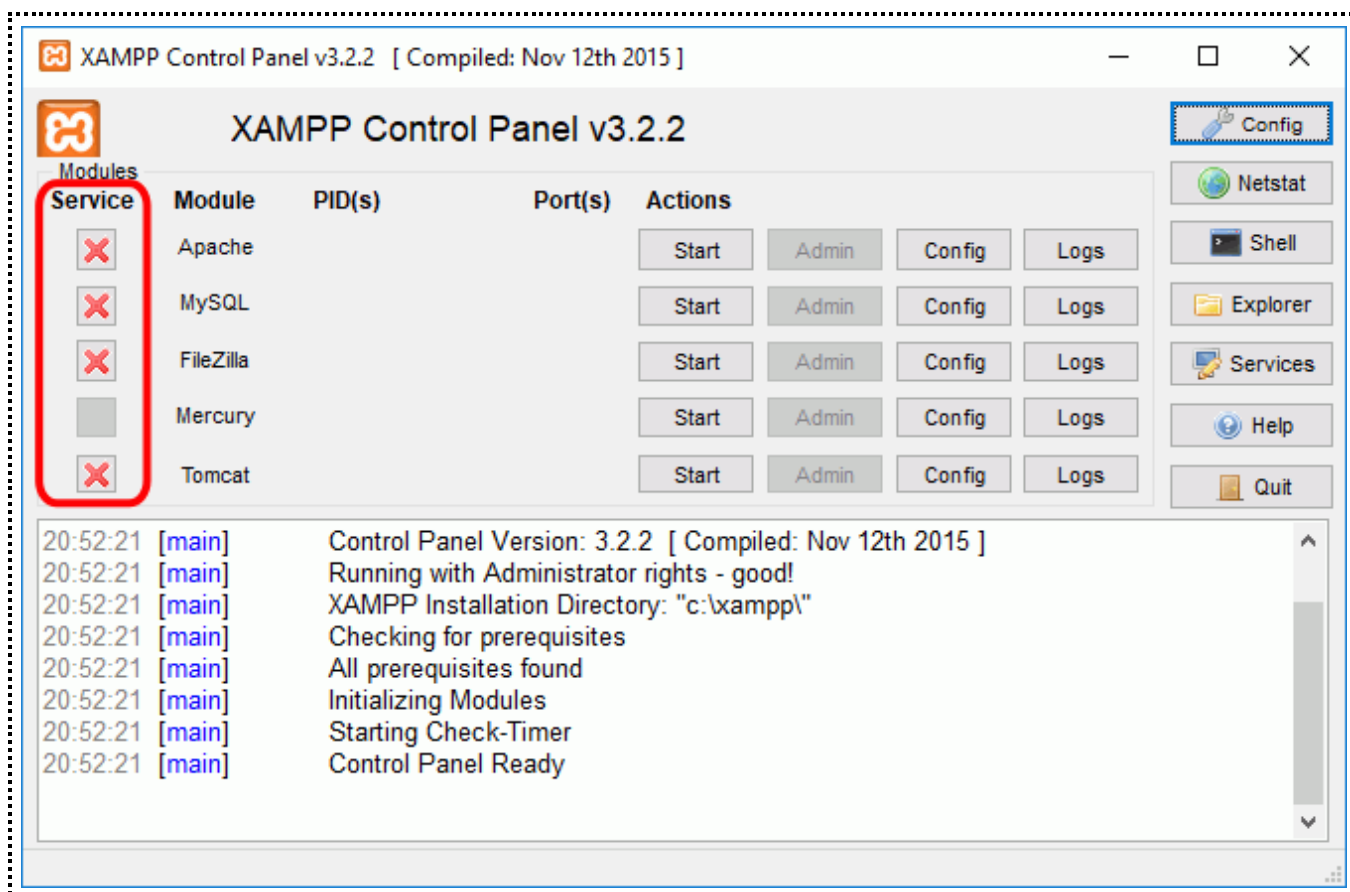 XAMPP Control Panel v3.2.2 [ Compiled: Nov 12th 2015 ]
XAMPP Control Panel v3.2.2
Config
Modules
Netstat
Service Module PID(s) Port(s) Actions
Apache Start Admin Config Logs
Shell
MySQL Start Admin Config Logs
Explorer
FileZilla Start Admin Config Logs
Services
Mercury Start Admin Config Logs
Help
Tomcat Start Admin Config Logs
Quit
20:52:21 [main] Control Panel Version: 3.2.2 [ Compiled: Nov 12th 2015 ]
20:52:21 [main] Running with Administrator rights - good!
20:52:21 [main] XAMPP Installation Directory: "c:\xampp\"
20:52:21 [main] Checking for prerequisites
20:52:21 [main] All prerequisites found
20:52:21 [main] Initializing Modules
20:52:21 [main] Starting Check-Timer
20:52:21 [main] Control Panel Ready